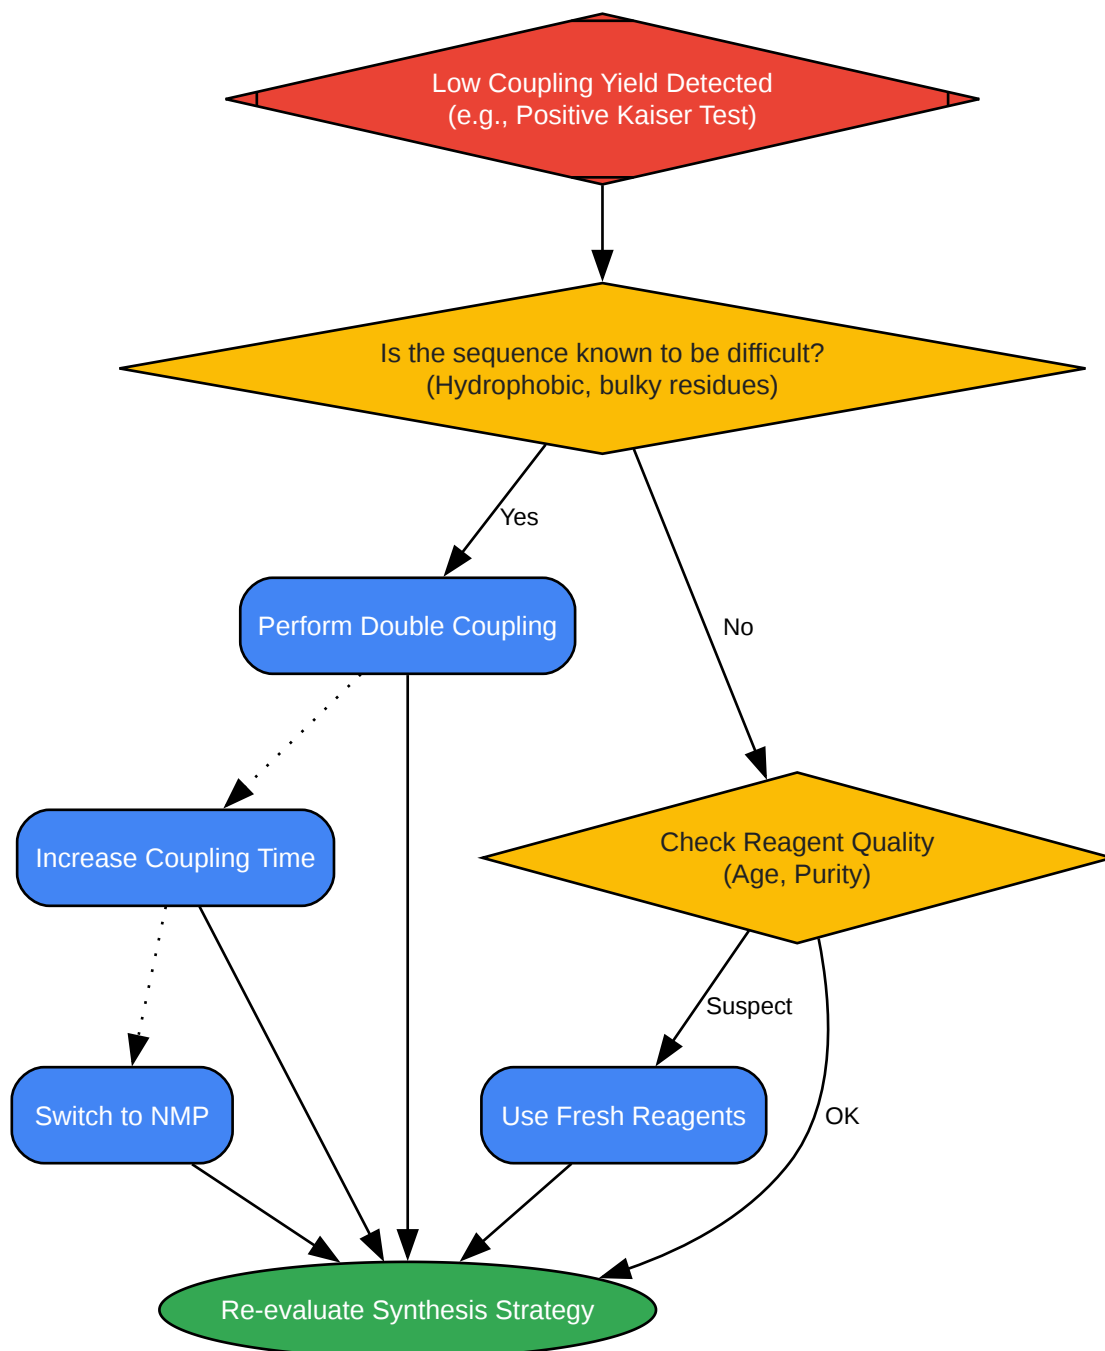 Low Coupling Yield Detected
(e.g., Positive Kaiser Test)
Is the sequence known to be difficult?
(Hydrophobic, bulky residues)
Yes
No
Perform Double Coupling
Increase Coupling Time
Check Reagent Quality
(Age, Purity)
Suspect
OK
Switch to NMP
Use Fresh Reagents
Re-evaluate Synthesis Strategy